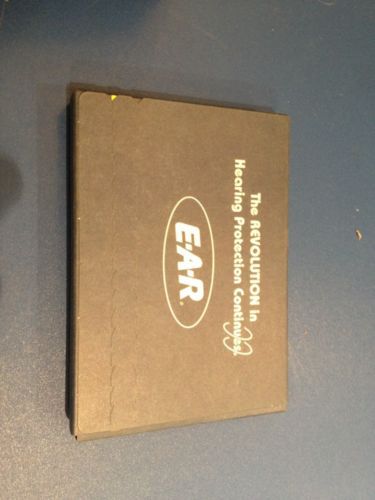 The REVOLUTION in
Hearing Protection Continues
E·A·R®